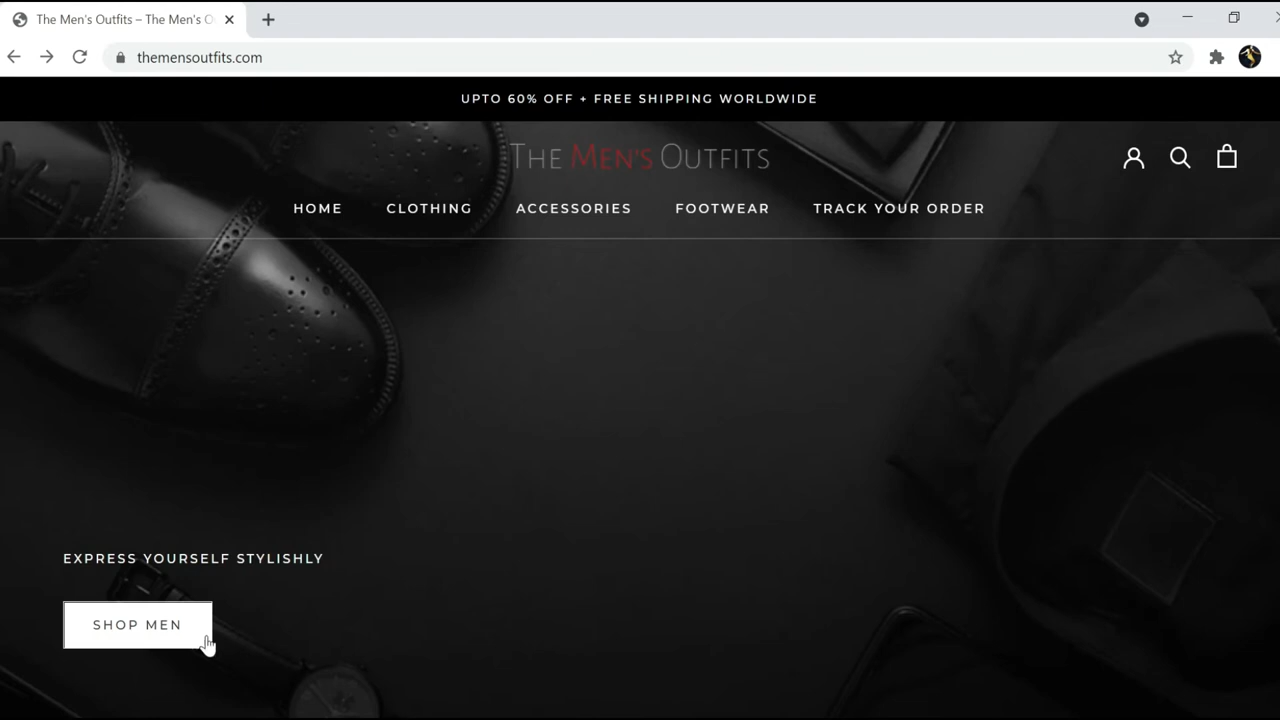 The Men's Outfits – The Men's O
themensoutfits.com
UPTO 60% OFF + FREE SHIPPING WORLDWIDE
THE MEN'S OUTFITS
HOME CLOTHING ACCESSORIES FOOTWEAR TRACK YOUR ORDER
EXPRESS YOURSELF STYLISHLY
SHOP MEN